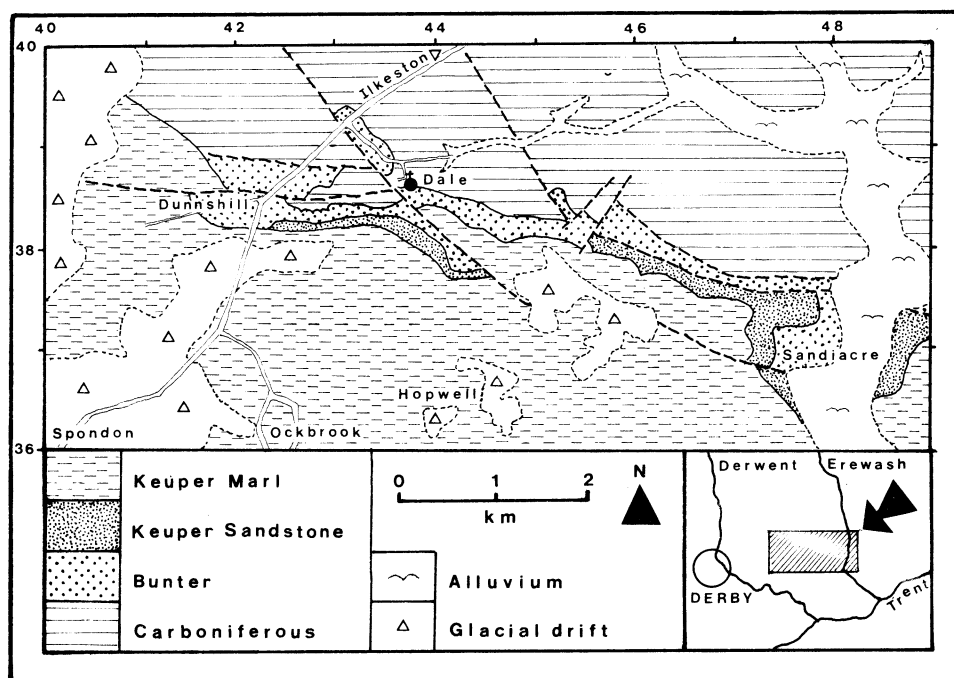 40 42 44 46 48
40
Ilkeston
Dale
Dunnshill
38
Sandiacre
Hopwell
36
Spondon
Ockbrook
Keuper Marl
Keuper Sandstone
Bunter
Carboniferous
0 1 2
km
N
Alluvium
Glacial drift
Derwent Erewash
DERBY
Trent